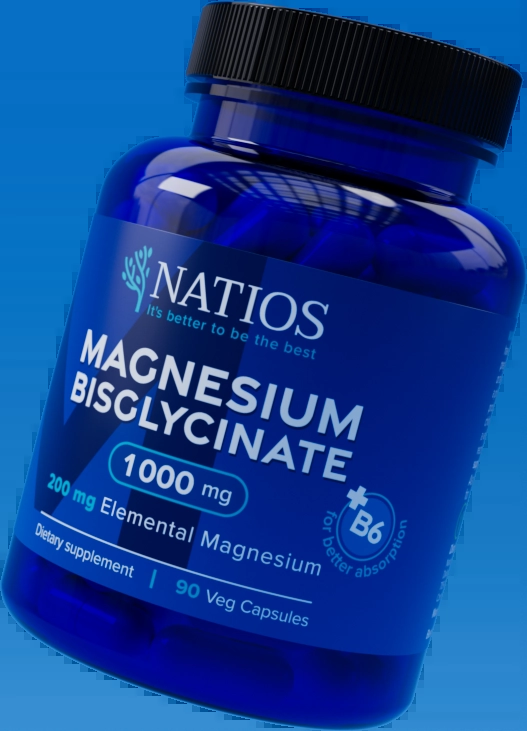 NATIOS
It's better to be the best
MAGNESIUM
BISGLYCINATE
1000 mg
200 mg Elemental Magnesium
+B6
for better absorption
Dietary supplement | 90 Veg Capsules